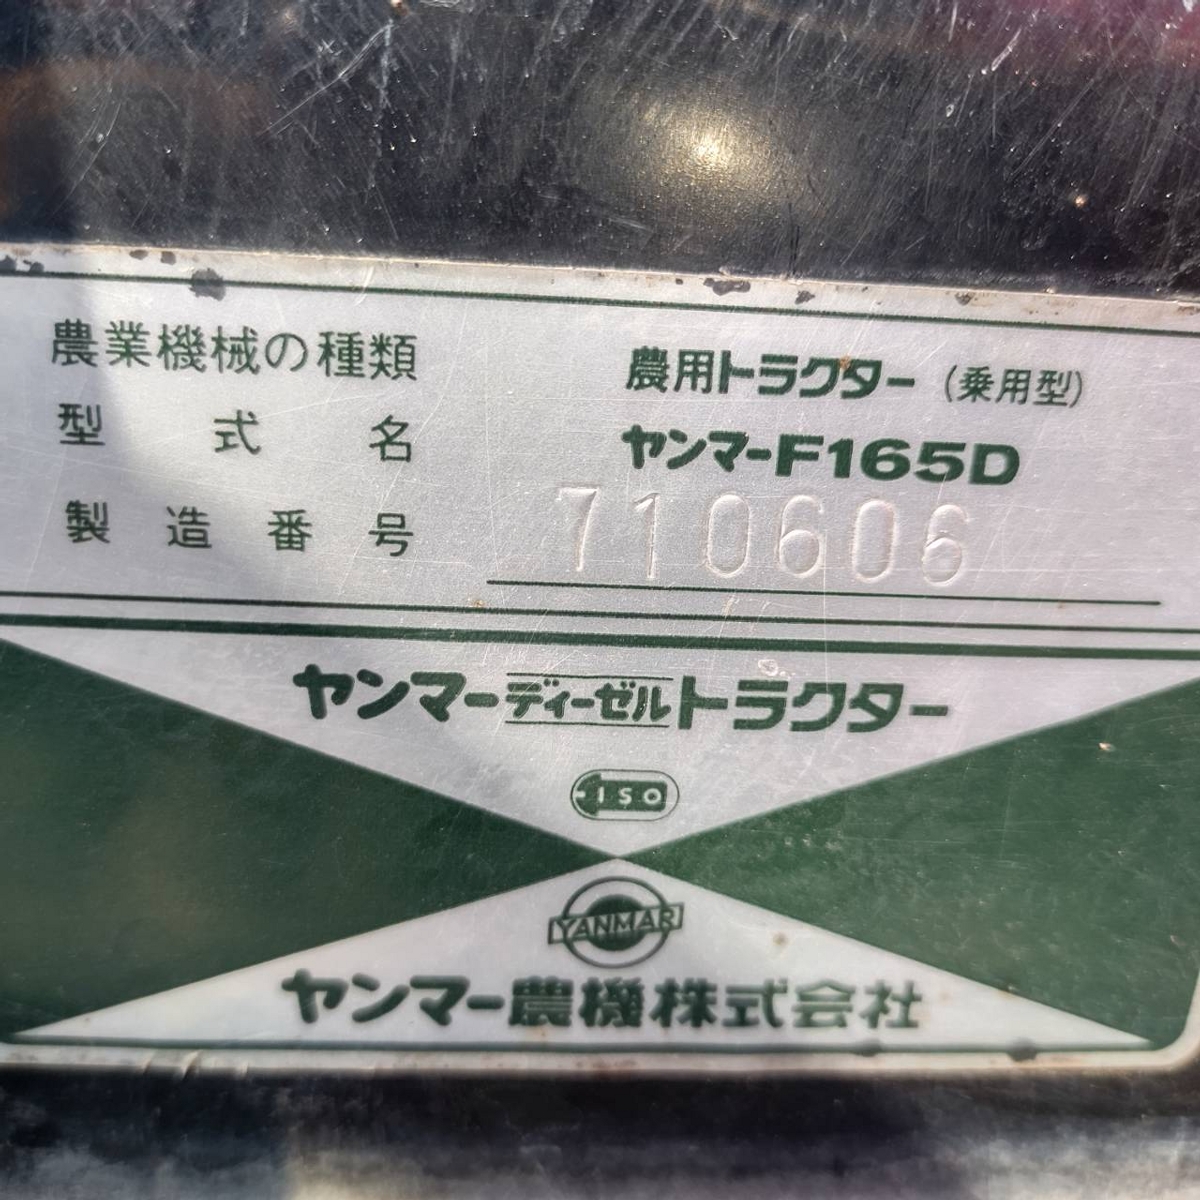 農業機械の種類 農用トラクター (乗用型)
型式名 ヤンマーF165D
製造番号 710606
ヤンマーディーゼルトラクター
ISO
YANMAR
ヤンマー農機株式会社